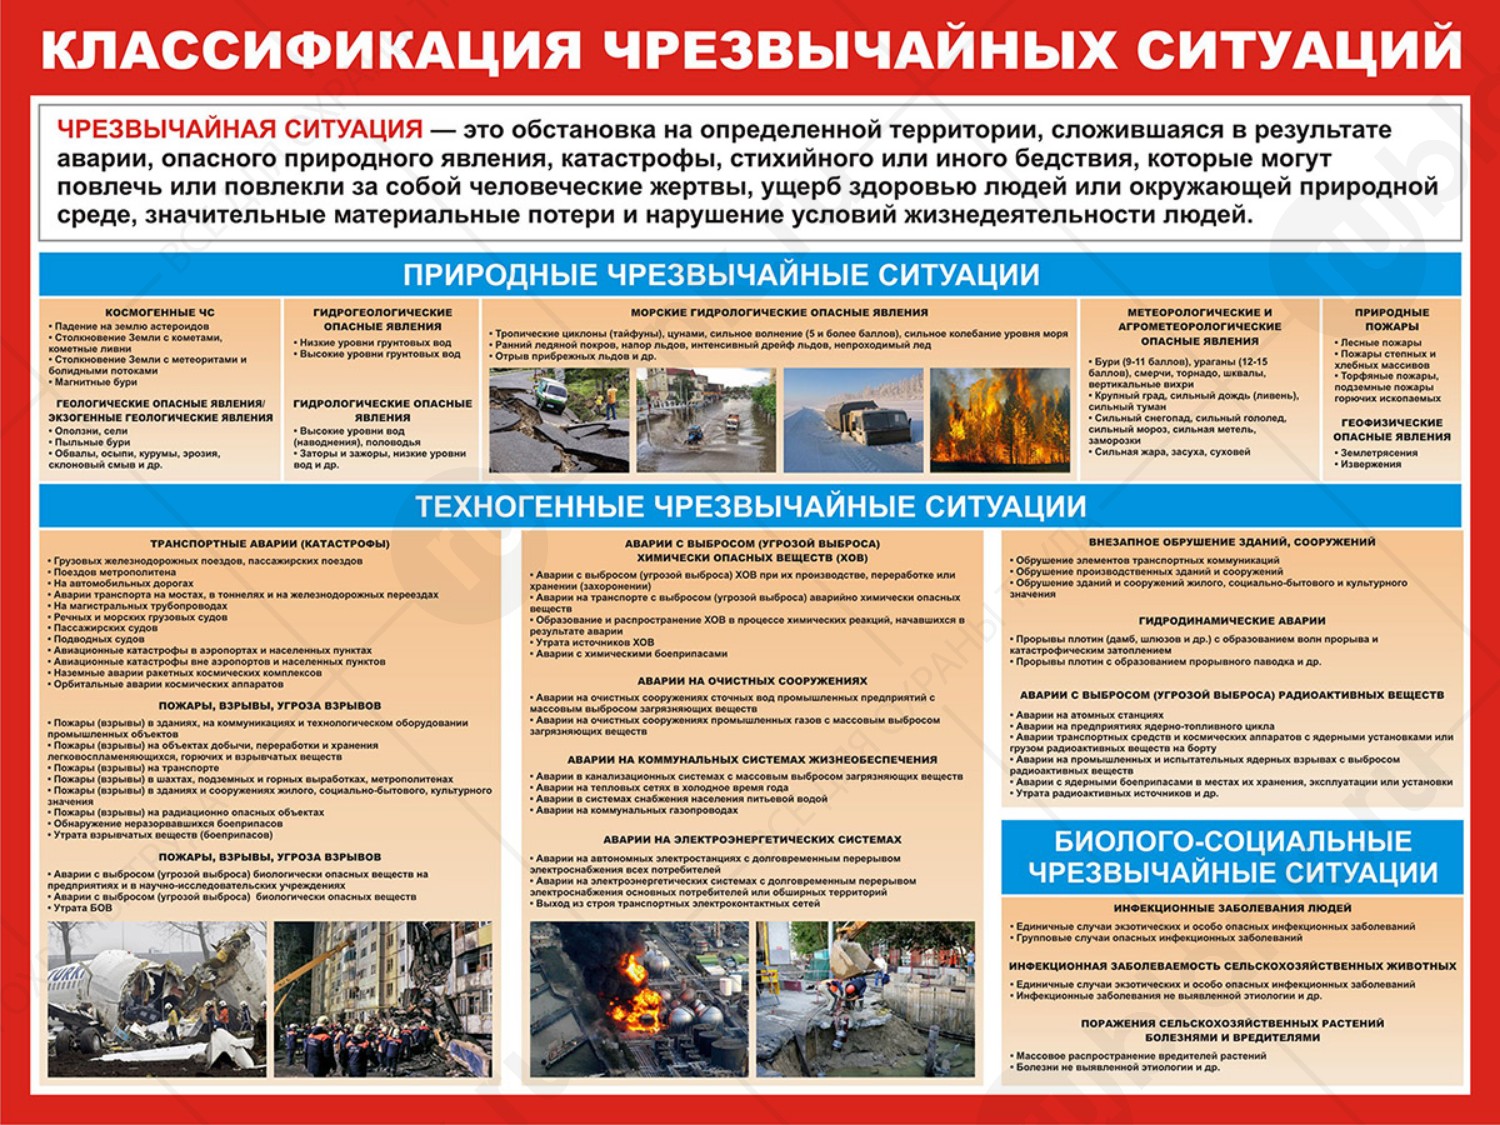 КЛАССИФИКАЦИЯ ЧРЕЗВЫЧАЙНЫХ СИТУАЦИЙ
ЧРЕЗВЫЧАЙНАЯ СИТУАЦИЯ — это обстановка на определенной территории, сложившаяся в результате
аварии, опасного природного явления, катастрофы, стихийного или иного бедствия, которые могут
повлечь или повлекли за собой человеческие жертвы, ущерб здоровью людей или окружающей природной
среде, значительные материальные потери и нарушение условий жизнедеятельности людей.
ПРИРОДНЫЕ ЧРЕЗВЫЧАЙНЫЕ СИТУАЦИИ
КОСМОГЕННЫЕ ЧС
• Падение на землю астероидов
• Столкновение Земли с кометами,
кометные ливни
• Столкновение Земли с метеоритами и
болидными потоками
• Магнитные бури
ГЕОЛОГИЧЕСКИЕ ОПАСНЫЕ ЯВЛЕНИЯ/
ЭКЗОГЕННЫЕ ГЕОЛОГИЧЕСКИЕ ЯВЛЕНИЯ
• Оползни, сели
• Пыльные бури
• Обвалы, осыпи, курумы, эрозия,
склоновый смыв и др.
ГИДРОГЕОЛОГИЧЕСКИЕ
ОПАСНЫЕ ЯВЛЕНИЯ
• Низкие уровни грунтовых вод
• Высокие уровни грунтовых вод
ГИДРОЛОГИЧЕСКИЕ ОПАСНЫЕ
ЯВЛЕНИЯ
• Высокие уровни вод
(наводнения), половодья
• Заторы и зажоры, низкие уровни
вод и др.
МОРСКИЕ ГИДРОЛОГИЧЕСКИЕ ОПАСНЫЕ ЯВЛЕНИЯ
• Тропические циклоны (тайфуны), цунами, сильное волнение (5 и более баллов), сильное колебание уровня моря
• Ранний ледяной покров, напор льдов, интенсивный дрейф льдов, непроходимый лед
• Отрыв прибрежных льдов и др.
МЕТЕОРОЛОГИЧЕСКИЕ И
АГРОМЕТЕОРОЛОГИЧЕСКИЕ
ОПАСНЫЕ ЯВЛЕНИЯ
• Бури (9-11 баллов), ураганы (12-15
баллов), смерчи, торнадо, шквалы,
вертикальные вихри
• Крупный град, сильный дождь (ливень),
сильный туман
• Сильный снегопад, сильный гололед,
сильный мороз, сильная метель,
заморозки
• Сильная жара, засуха, суховей
ПРИРОДНЫЕ
ПОЖАРЫ
• Лесные пожары
• Пожары степных и
хлебных массивов
• Торфяные пожары,
подземные пожары
горючих ископаемых
ГЕОФИЗИЧЕСКИЕ
ОПАСНЫЕ ЯВЛЕНИЯ
• Землетрясения
• Извержения
ТЕХНОГЕННЫЕ ЧРЕЗВЫЧАЙНЫЕ СИТУАЦИИ
ТРАНСПОРТНЫЕ АВАРИИ (КАТАСТРОФЫ)
• Грузовых железнодорожных поездов, пассажирских поездов
• Поездов метрополитена
• На автомобильных дорогах
• Аварии транспорта на мостах, в тоннелях и на железнодорожных переездах
• На магистральных трубопроводах
• Речных и морских грузовых судов
• Пассажирских судов
• Подводных судов
• Авиационные катастрофы в аэропортах и населенных пунктах
• Авиационные катастрофы вне аэропортов и населенных пунктов
• Наземные аварии ракетных космических комплексов
• Орбитальные аварии космических аппаратов
ПОЖАРЫ, ВЗРЫВЫ, УГРОЗА ВЗРЫВОВ
• Пожары (взрывы) в зданиях, на коммуникациях и технологическом оборудовании
промышленных объектов
• Пожары (взрывы) на объектах добычи, переработки и хранения
легковоспламеняющихся, горючих и взрывчатых веществ
• Пожары (взрывы) на транспорте
• Пожары (взрывы) в шахтах, подземных и горных выработках, метрополитенах
• Пожары (взрывы) в зданиях и сооружениях жилого, социально-бытового, культурного
значения
• Пожары (взрывы) на радиационно опасных объектах
• Обнаружение неразорвавшихся боеприпасов
• Утрата взрывчатых веществ (боеприпасов)
ПОЖАРЫ, ВЗРЫВЫ, УГРОЗА ВЗРЫВОВ
• Аварии с выбросом (угрозой выброса) биологически опасных веществ на
предприятиях и в научно-исследовательских учреждениях
• Аварии с выбросом (угрозой выброса) биологически опасных веществ
• Утрата БОВ
АВАРИИ С ВЫБРОСОМ (УГРОЗОЙ ВЫБРОСА)
ХИМИЧЕСКИ ОПАСНЫХ ВЕЩЕСТВ (ХОВ)
• Аварии с выбросом (угрозой выброса) ХОВ при их производстве, переработке или
хранении (захоронении)
• Аварии на транспорте с выбросом (угрозой выброса) аварийно химически опасных
веществ
• Образование и распространение ХОВ в процессе химических реакций, начавшихся в
результате аварии
• Утрата источников ХОВ
• Аварии с химическими боеприпасами
АВАРИИ НА ОЧИСТНЫХ СООРУЖЕНИЯХ
• Аварии на очистных сооружениях сточных вод промышленных предприятий с
массовым выбросом загрязняющих веществ
• Аварии на очистных сооружениях промышленных газов с массовым выбросом
загрязняющих веществ
АВАРИИ НА КОММУНАЛЬНЫХ СИСТЕМАХ ЖИЗНЕОБЕСПЕЧЕНИЯ
• Аварии в канализационных системах с массовым выбросом загрязняющих веществ
• Аварии на тепловых сетях в холодное время года
• Аварии в системах снабжения населения питьевой водой
• Аварии на коммунальных газопроводах
АВАРИИ НА ЭЛЕКТРОЭНЕРГЕТИЧЕСКИХ СИСТЕМАХ
• Аварии на автономных электростанциях с долговременным перерывом
электроснабжения всех потребителей
• Аварии на электроэнергетических системах с долговременным перерывом
электроснабжения основных потребителей или обширных территорий
• Выход из строя транспортных электроконтактных сетей
ВНЕЗАПНОЕ ОБРУШЕНИЕ ЗДАНИЙ, СООРУЖЕНИЙ
• Обрушение элементов транспортных коммуникаций
• Обрушение производственных зданий и сооружений
• Обрушение зданий и сооружений жилого, социально-бытового и культурного
значения
ГИДРОДИНАМИЧЕСКИЕ АВАРИИ
• Прорывы плотин (дамб, шлюзов и др.) с образованием волн прорыва и
катастрофическим затоплением
• Прорывы плотин с образованием прорывного паводка и др.
АВАРИИ С ВЫБРОСОМ (УГРОЗОЙ ВЫБРОСА) РАДИОАКТИВНЫХ ВЕЩЕСТВ
• Аварии на атомных станциях
• Аварии на предприятиях ядерно-топливного цикла
• Аварии транспортных средств и космических аппаратов с ядерными установками или
грузом радиоактивных веществ на борту
• Аварии на промышленных и испытательных ядерных взрывах с выбросом
радиоактивных веществ
• Аварии с ядерными боеприпасами в местах их хранения, эксплуатации или установки
• Утрата радиоактивных источников и др.
БИОЛОГО-СОЦИАЛЬНЫЕ
ЧРЕЗВЫЧАЙНЫЕ СИТУАЦИИ
ИНФЕКЦИОННЫЕ ЗАБОЛЕВАНИЯ ЛЮДЕЙ
• Единичные случаи экзотических и особо опасных инфекционных заболеваний
• Групповые случаи опасных инфекционных заболеваний
ИНФЕКЦИОННАЯ ЗАБОЛЕВАЕМОСТЬ СЕЛЬСКОХОЗЯЙСТВЕННЫХ ЖИВОТНЫХ
• Единичные случаи экзотических и особо опасных инфекционных заболеваний
• Инфекционные заболевания не выявленной этиологии и др.
ПОРАЖЕНИЯ СЕЛЬСКОХОЗЯЙСТВЕННЫХ РАСТЕНИЙ
БОЛЕЗНЯМИ И ВРЕДИТЕЛЯМИ
• Массовое распространение вредителей растений
• Болезни не выявленной этиологии и др.